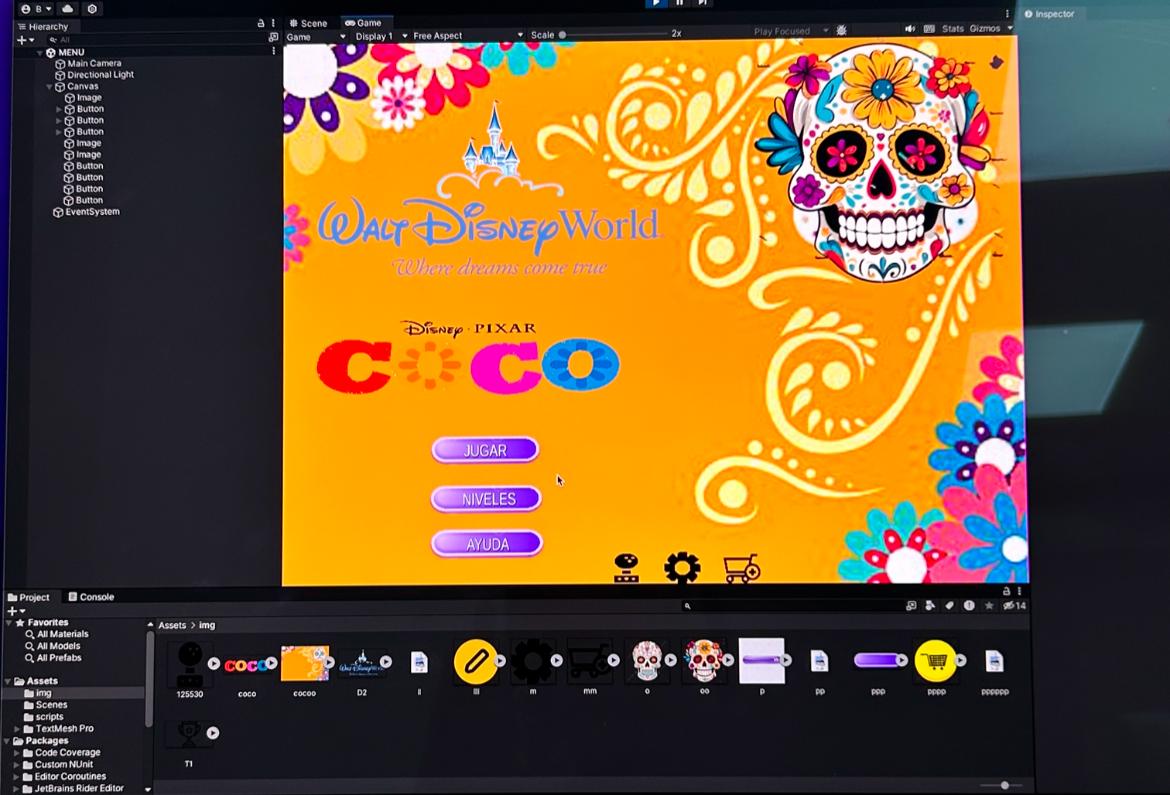 B
Hierarchy
All
MENU
Main Camera
Directional Light
Canvas
Image
Button
Button
Button
Image
Image
Button
Button
Button
Button
EventSystem
Scene
Game
Game
Display 1
Free Aspect
Scale
2x
Play Focused
Stats
Gizmos
Inspector
WALT DISNEY World
Where dreams come true
DISNEY · PIXAR
COCO
JUGAR
NIVELES
AYUDA
Project
Console
14
Favorites
All Materials
All Models
All Prefabs
Assets
img
Scenes
scripts
TextMesh Pro
Packages
Code Coverage
Custom NUnit
Editor Coroutines
JetBrains Rider Editor
Assets > img
125530
coco
cocoo
D2
m
mm
o
oo
p
pp
ppp
pppp
pppppp
T1